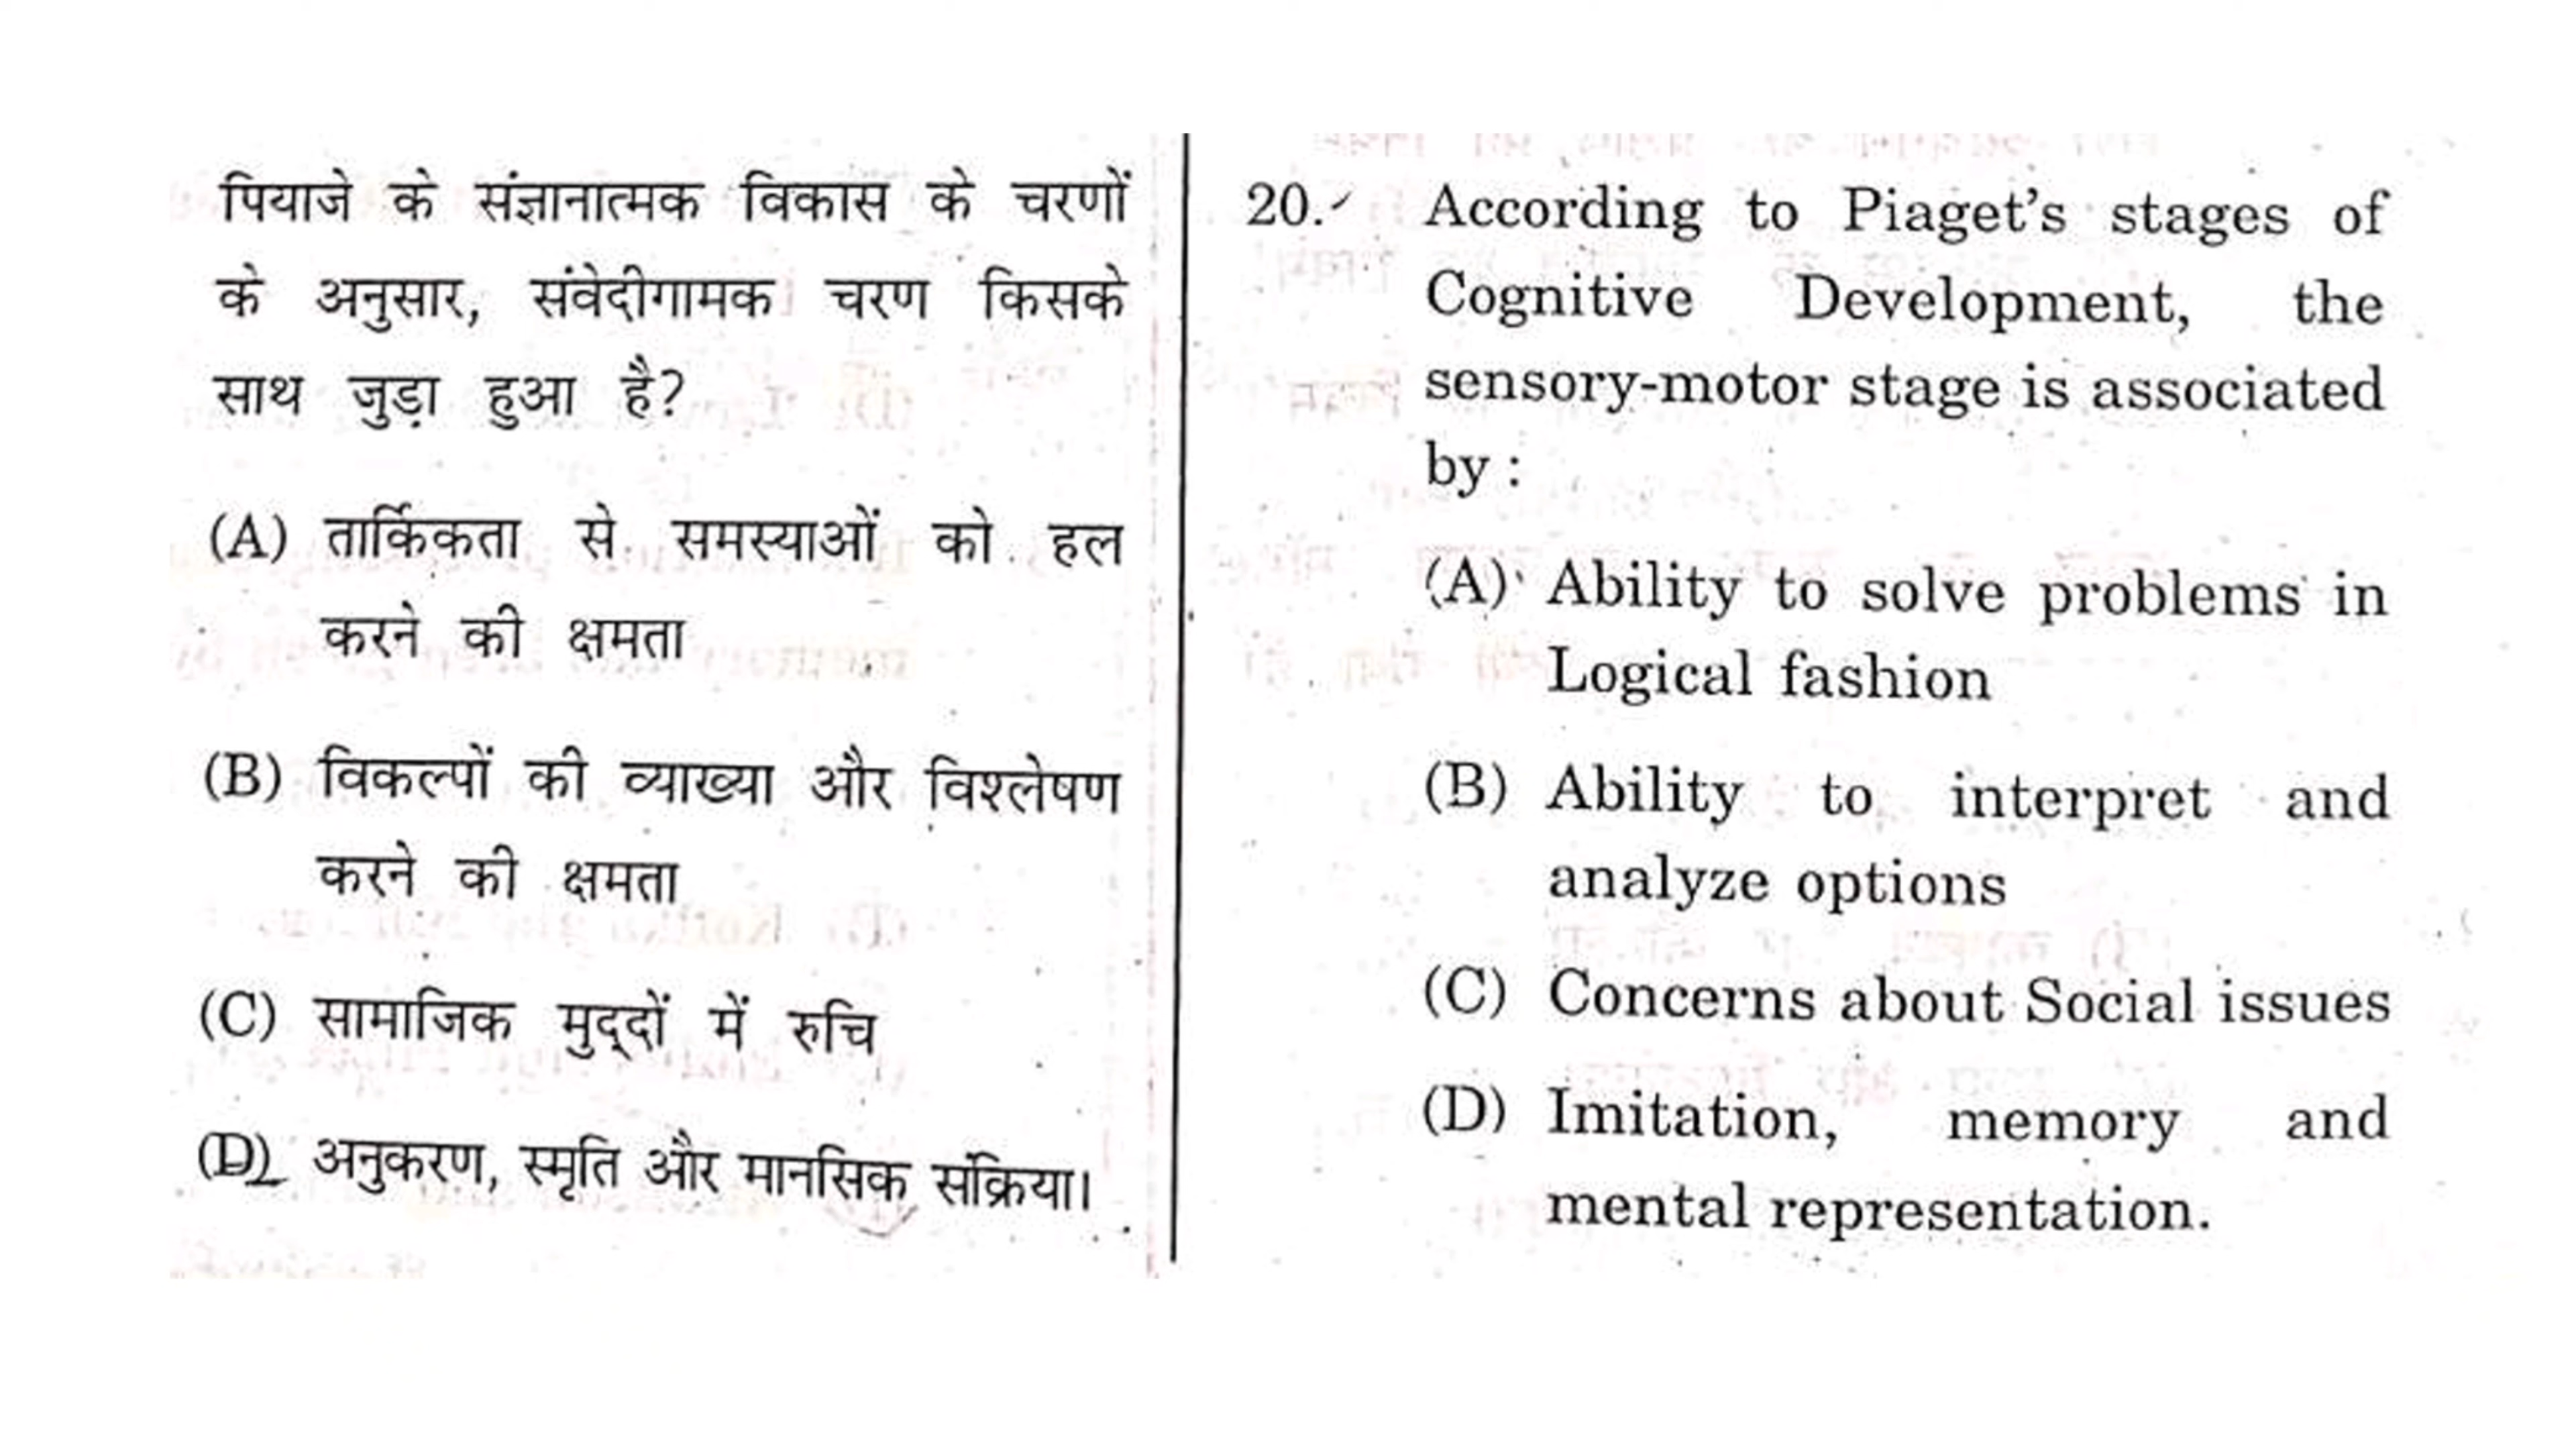 पियाजे के संज्ञानात्मक विकास के चरणों
के अनुसार, संवेदीगामक चरण किसके
साथ जुड़ा हुआ है?
(A) तार्किकता से समस्याओं को हल
करने की क्षमता
(B) विकल्पों की व्याख्या और विश्लेषण
करने की क्षमता
(C) सामाजिक मुद्दों में रुचि
(D) अनुकरण, स्मृति और मानसिक संक्रिया।
20. According to Piaget's stages of
Cognitive Development, the
sensory-motor stage is associated
by :
(A) Ability to solve problems in
Logical fashion
(B) Ability to interpret and
analyze options
(C) Concerns about Social issues
(D) Imitation, memory and
mental representation.